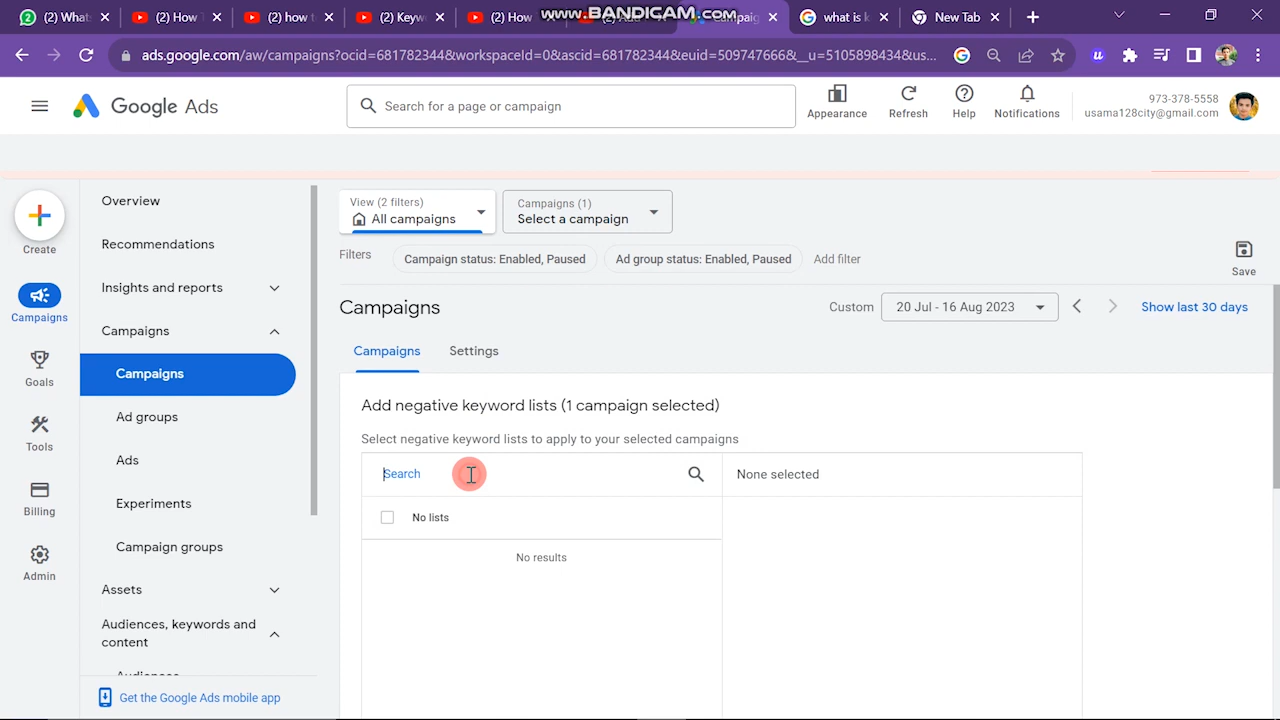 (2) What
How
how t
(2) Keyw
How
www.BANDICAM.com
Campaig
what is k
New Tab
ads.google.com/aw/campaigns?ocid=681782344&workspaceId=0&ascid=681782344&euid=509747666&__u=5105898434&us...
Google Ads
Search for a page or campaign
Appearance
Refresh
Help
Notifications
973-378-5558
usama128city@gmail.com
Create
Campaigns
Goals
Tools
Billing
Admin
Overview
Recommendations
Insights and reports
Campaigns
Campaigns
Ad groups
Ads
Experiments
Campaign groups
Assets
Audiences, keywords and
content
Get the Google Ads mobile app
View (2 filters)
All campaigns
Campaigns (1)
Select a campaign
Filters
Campaign status: Enabled, Paused
Ad group status: Enabled, Paused
Add filter
Save
Campaigns
Custom
20 Jul - 16 Aug 2023
Show last 30 days
Campaigns
Settings
Add negative keyword lists (1 campaign selected)
Select negative keyword lists to apply to your selected campaigns
Search
None selected
No lists
No results